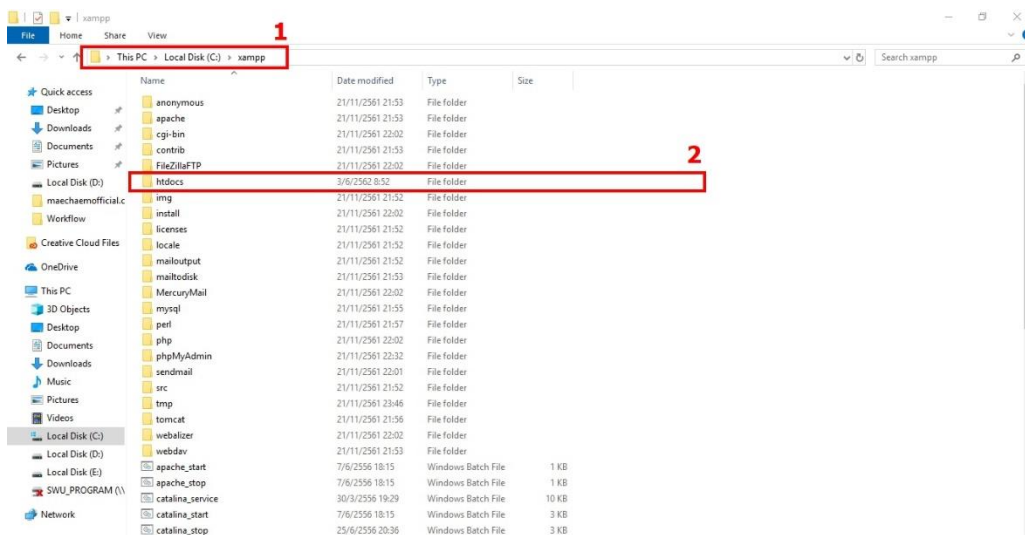 xampp
File Home Share View
1
This PC > Local Disk (C:) > xampp
Search xampp
Name Date modified Type Size
Quick access
Desktop
Downloads
Documents
Pictures
Local Disk (D:)
maechaemofficial.c
Workflow
Creative Cloud Files
OneDrive
This PC
3D Objects
Desktop
Documents
Downloads
Music
Pictures
Videos
Local Disk (C:)
Local Disk (D:)
Local Disk (E:)
SWU_PROGRAM (\\
Network
anonymous 21/11/2561 21:53 File folder
apache 21/11/2561 21:53 File folder
cgi-bin 21/11/2561 22:02 File folder
contrib 21/11/2561 21:53 File folder
2
FileZillaFTP 21/11/2561 22:02 File folder
htdocs 3/6/2562 8:52 File folder
img 21/11/2561 21:52 File folder
install 21/11/2561 22:02 File folder
licenses 21/11/2561 21:52 File folder
locale 21/11/2561 21:52 File folder
mailoutput 21/11/2561 21:52 File folder
mailtodisk 21/11/2561 21:53 File folder
MercuryMail 21/11/2561 22:02 File folder
mysql 21/11/2561 21:55 File folder
perl 21/11/2561 21:57 File folder
php 21/11/2561 22:02 File folder
phpMyAdmin 21/11/2561 22:32 File folder
sendmail 21/11/2561 22:01 File folder
src 21/11/2561 21:52 File folder
tmp 21/11/2561 23:46 File folder
tomcat 21/11/2561 21:56 File folder
webalizer 21/11/2561 22:02 File folder
webdav 21/11/2561 21:53 File folder
apache_start 7/6/2556 18:15 Windows Batch File 1 KB
apache_stop 7/6/2556 18:15 Windows Batch File 1 KB
catalina_service 30/3/2556 19:29 Windows Batch File 10 KB
catalina_start 7/6/2556 18:15 Windows Batch File 3 KB
catalina_stop 25/6/2556 20:36 Windows Batch File 3 KB